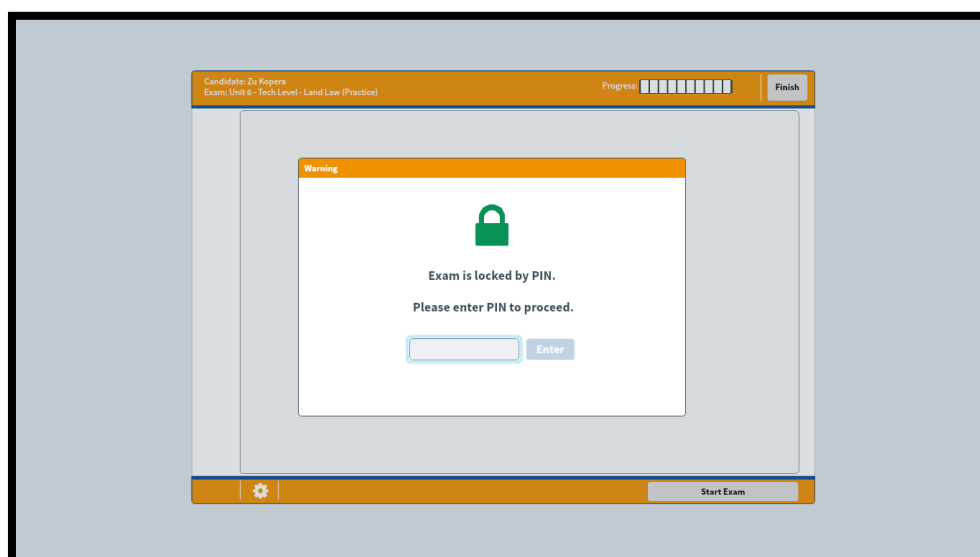 Candidate: Zu Kopera
Exam: Unit 6 - Tech Level - Land Law (Practice)
Progress:
Finish
Warning
Exam is locked by PIN.
Please enter PIN to proceed.
Enter
Start Exam